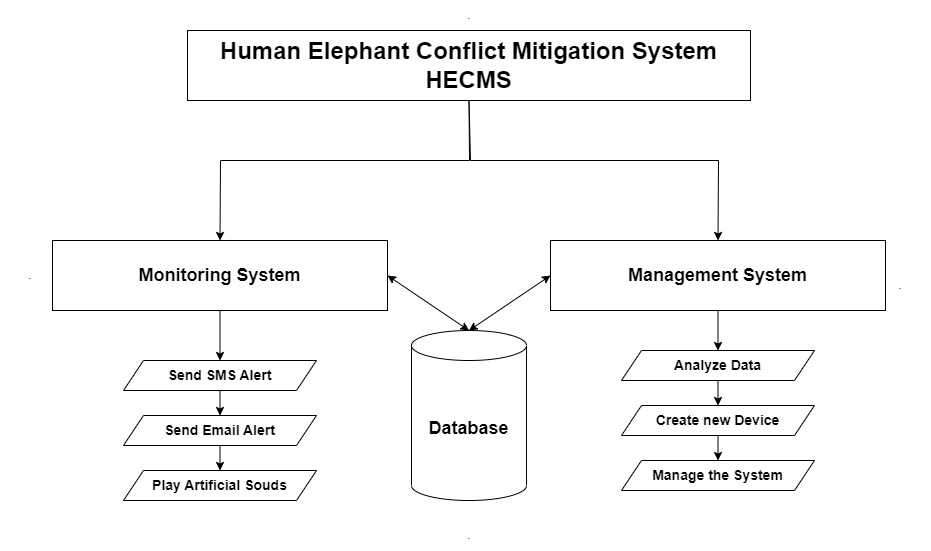 Human Elephant Conflict Mitigation System
HECMS
Monitoring System
Management System
Send SMS Alert
Send Email Alert
Play Artificial Souds
Database
Analyze Data
Create new Device
Manage the System